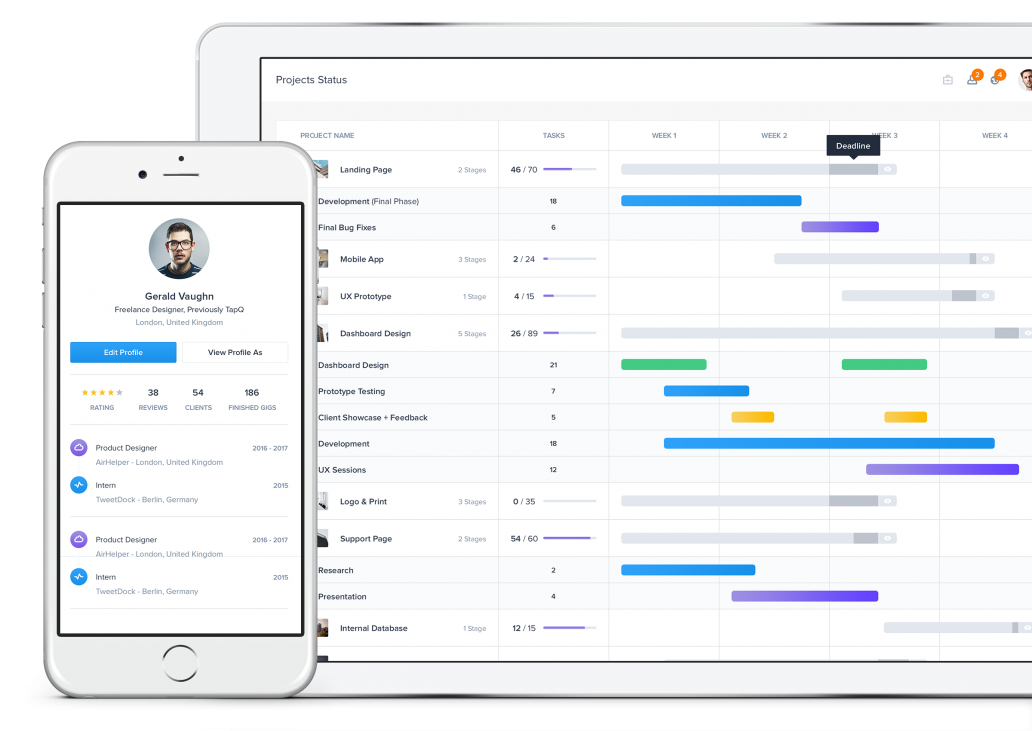 Projects Status
2
4
PROJECT NAME TASKS WEEK 1 WEEK 2 WEEK 3 WEEK 4
Deadline
Landing Page 2 Stages 46 / 70
Development (Final Phase) 18
Final Bug Fixes 6
Mobile App 3 Stages 2 / 24
UX Prototype 1 Stage 4 / 15
Dashboard Design 5 Stages 26 / 89
Dashboard Design 21
Prototype Testing 7
Client Showcase + Feedback 5
Development 18
UX Sessions 12
Logo & Print 3 Stages 0 / 35
Support Page 2 Stages 54 / 60
Research 2
Presentation 4
Internal Database 1 Stage 12 / 15
Gerald Vaughn
Freelance Designer, Previously TapQ
London, United Kingdom
Edit Profile View Profile As
38 54 186
RATING REVIEWS CLIENTS FINISHED GIGS
Product Designer 2016 - 2017
AirHelper - London, United Kingdom
Intern 2015
TweetDock - Berlin, Germany
Product Designer 2016 - 2017
AirHelper - London, United Kingdom
Intern 2015
TweetDock - Berlin, Germany